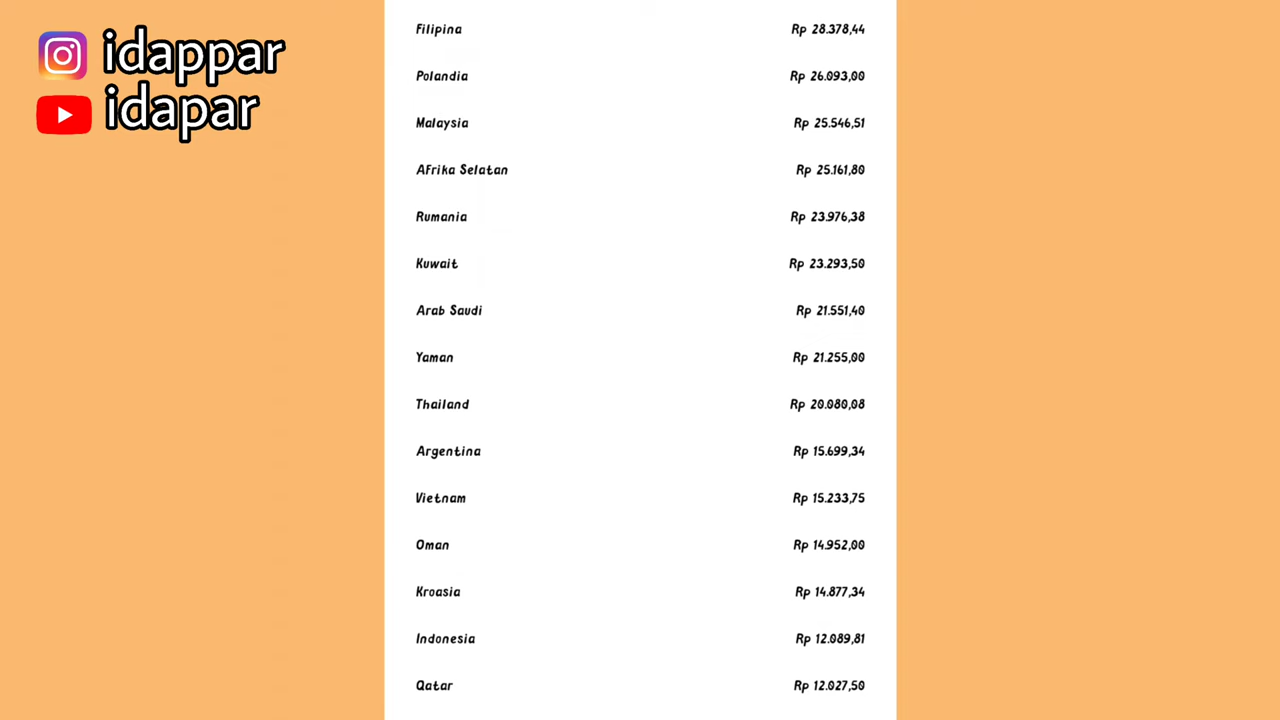 idappar
idapar
Filipina Rp 28.378,44
Polandia Rp 26.093,00
Malaysia Rp 25.546,51
Afrika Selatan Rp 25.161,80
Rumania Rp 23.976,38
Kuwait Rp 23.293,50
Arab Saudi Rp 21.551,40
Yaman Rp 21.255,00
Thailand Rp 20.080,08
Argentina Rp 15.699,34
Vietnam Rp 15.233,75
Oman Rp 14.952,00
Kroasia Rp 14.877,34
Indonesia Rp 12.089,81
Qatar Rp 12.027,50